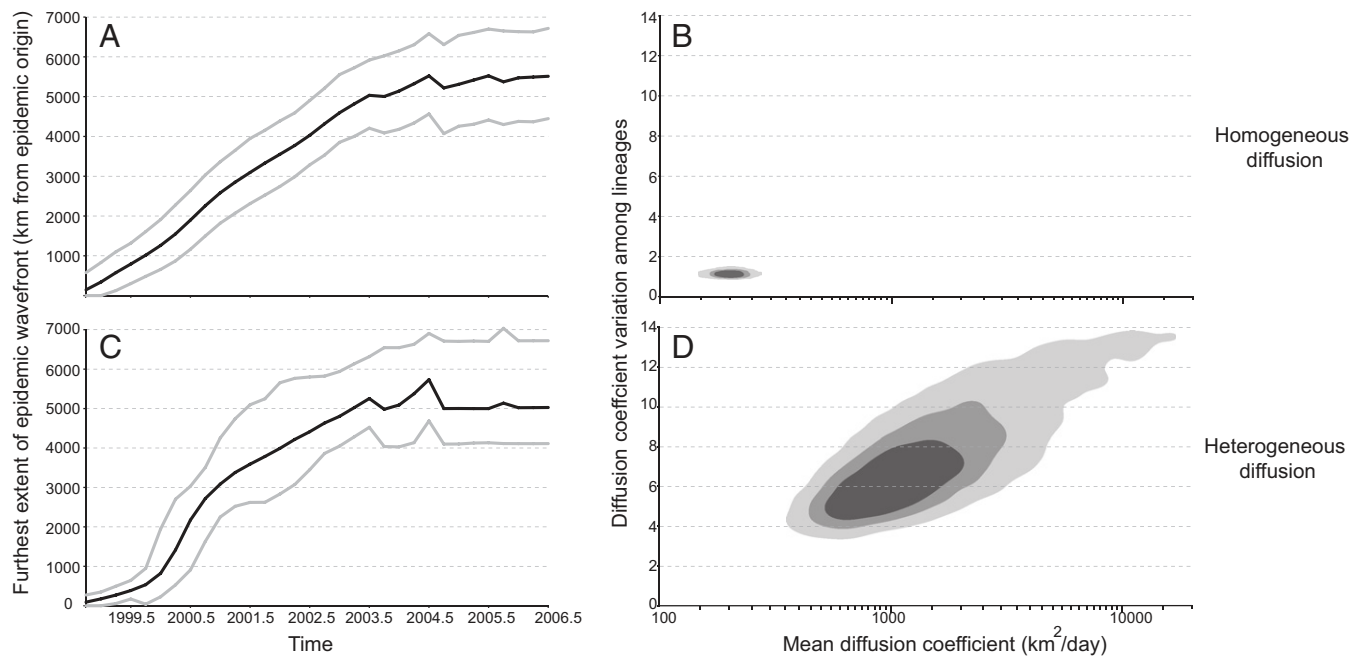 Furthest extent of epidemic wavefront (km from epidemic origin)
A
7000
6000
5000
4000
3000
2000
1000
C
7000
6000
5000
4000
3000
2000
1000
0
1999.5 2000.5 2001.5 2002.5 2003.5 2004.5 2005.5 2006.5
Time
Diffusion coeffcient variation among lineages
B
14
12
10
8
6
4
2
0
Homogeneous
diffusion
D
14
12
10
8
6
4
2
0
100 1000 10000
Mean diffusion coefficient (km2/day)
Heterogeneous
diffusion